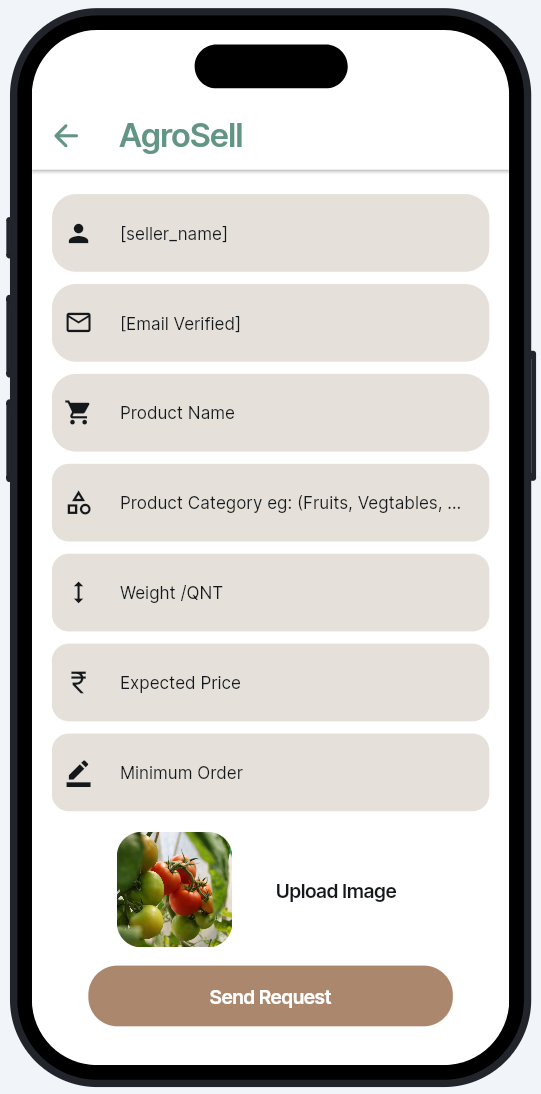 AgroSell
[seller_name]
[Email Verified]
Product Name
Product Category eg: (Fruits, Vegtables, ...
Weight /QNT
₹ Expected Price
Minimum Order
Upload Image
Send Request